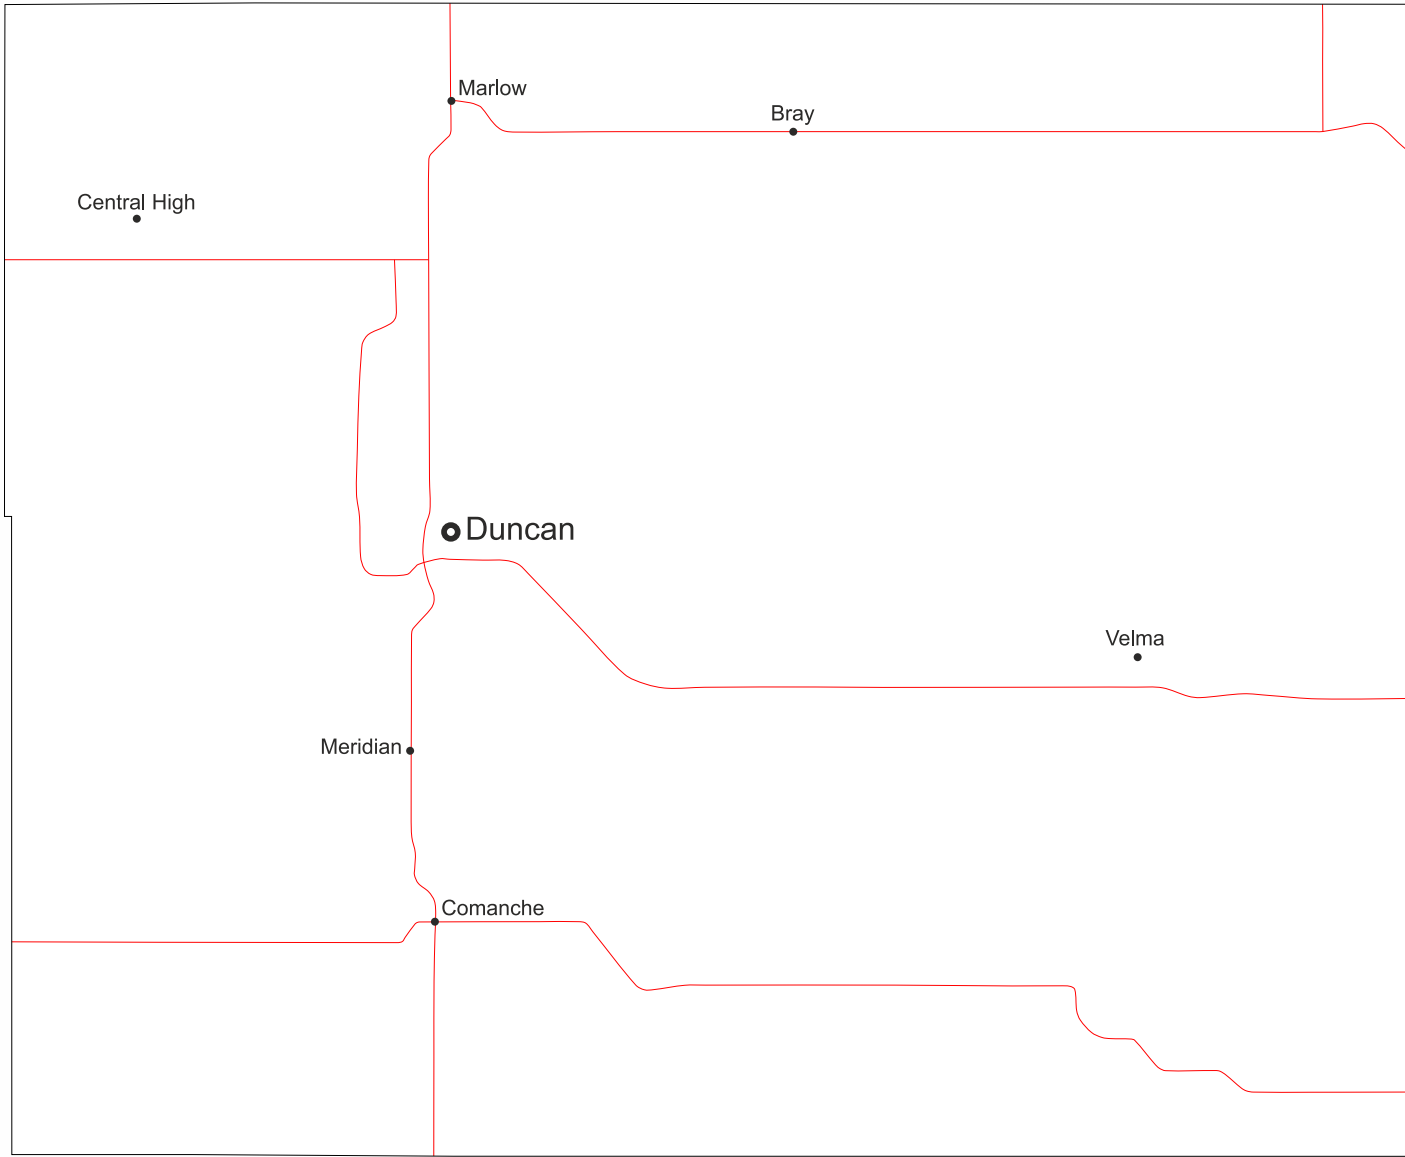 Marlow
Bray
Central High
Duncan
Velma
Meridian
Comanche